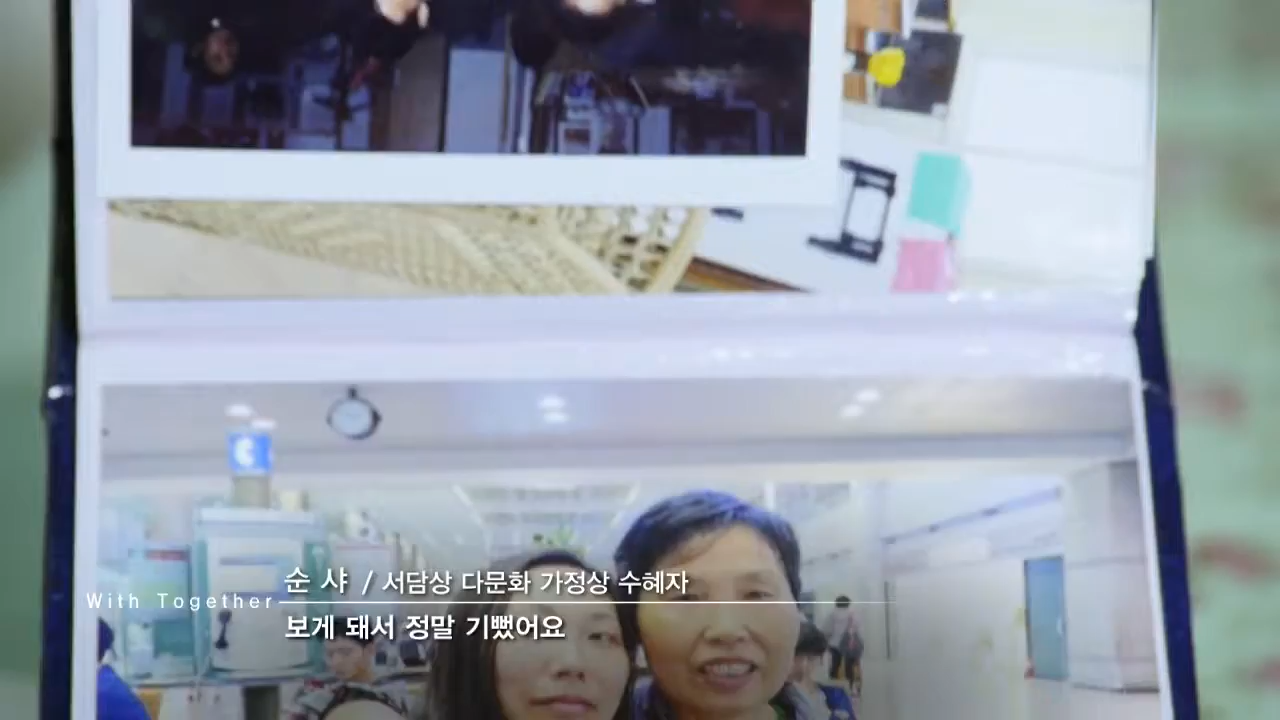 순 샤 / 서담상 다문화 가정상 수혜자
With Together
보게 돼서 정말 기뻤어요